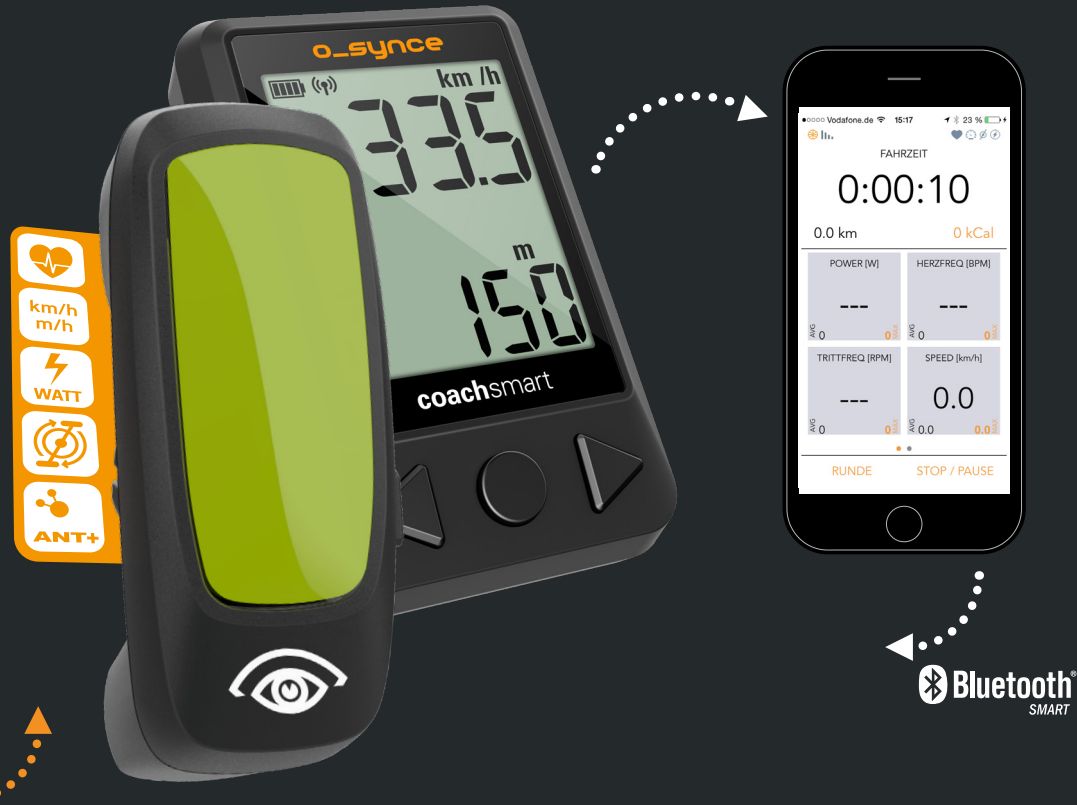 o_synce
km /h
33.5
m
150
coachsmart
km/h
m/h
WATT
ANT+
Vodafone.de 15:17 23 %
FAHRZEIT
0:00:10
0.0 km 0 kCal
POWER [W] HERZFREQ [BPM]
--- ---
AVG 0 0 MAX AVG 0 0 MAX
TRITTFREQ [RPM] SPEED [km/h]
--- 0.0
AVG 0 0 MAX AVG 0.0 0.0 MAX
RUNDE STOP / PAUSE
Bluetooth®
SMART